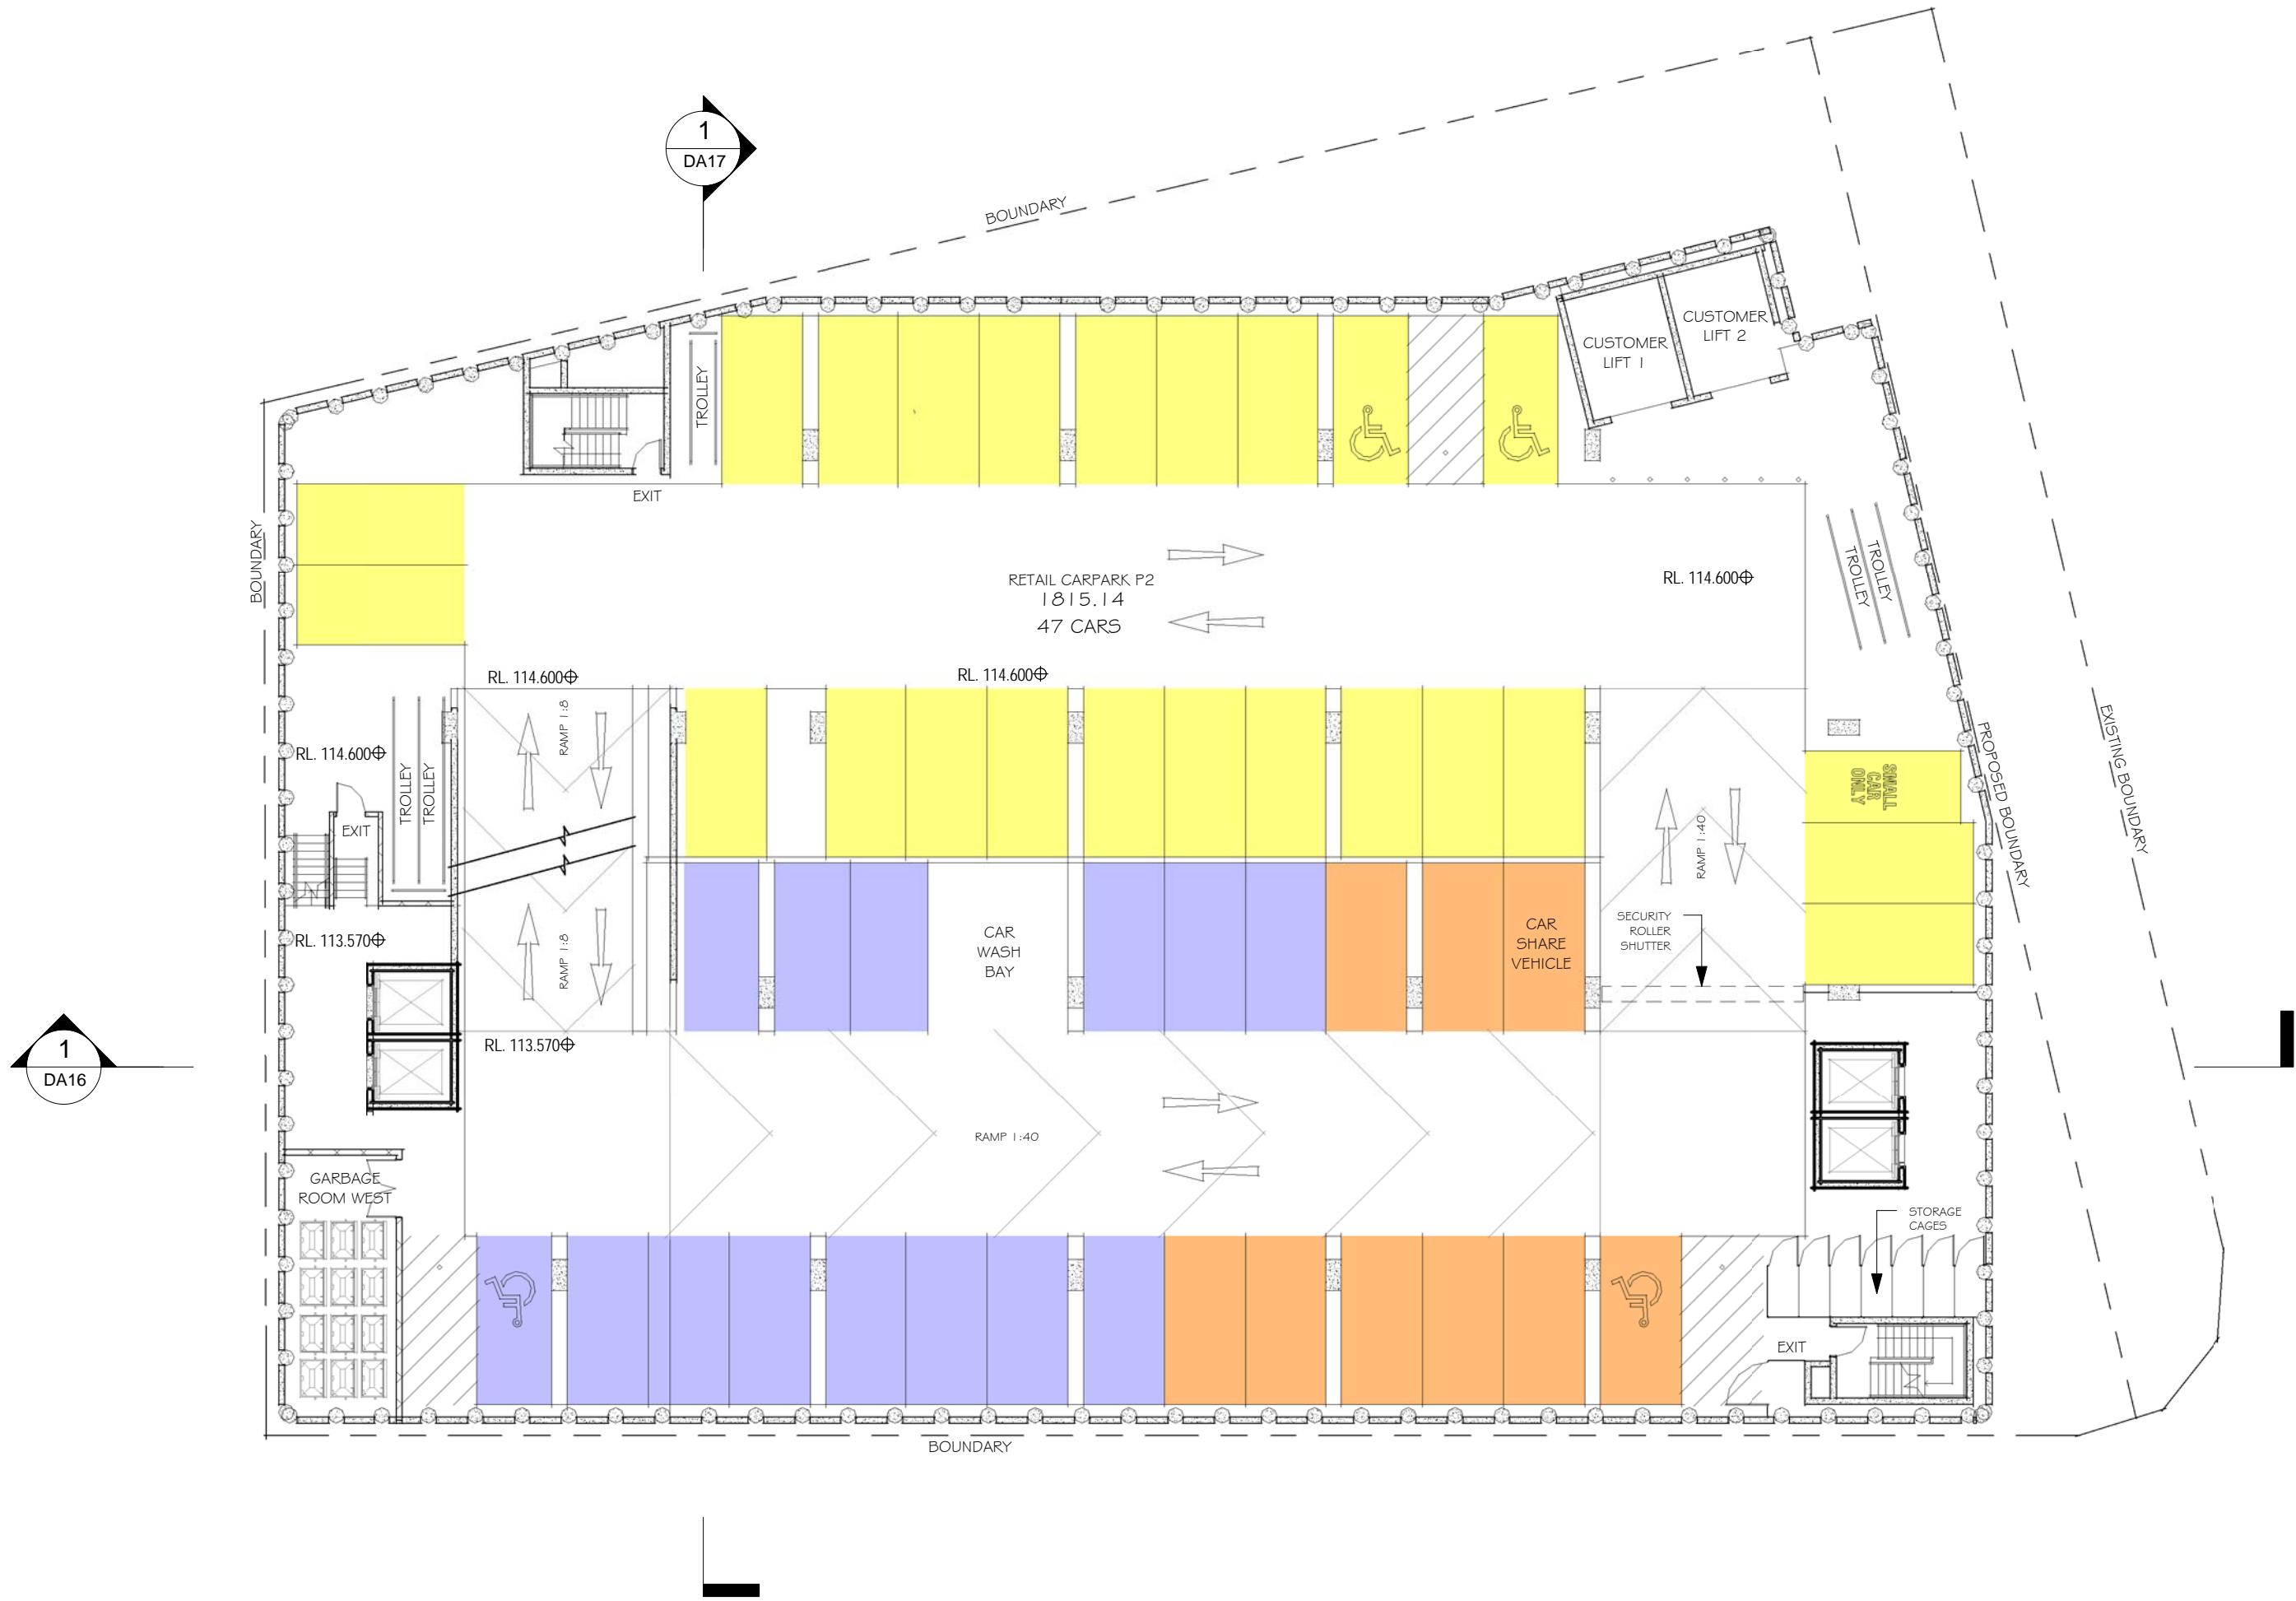 1
DA17
BOUNDARY
CUSTOMER
LIFT 2
CUSTOMER
LIFT 1
TROLLEY
EXIT
BOUNDARY
RETAIL CARPARK P2
1815.14
47 CARS
RL. 114.600
TROLLEY
TROLLEY
RL. 114.600
RL. 114.600
RAMP 1:8
RL. 114.600
TROLLEY
TROLLEY
EXIT
SMALL
CAR
ONLY
PROPOSED BOUNDARY
EXISTING BOUNDARY
RAMP 1:40
CAR
WASH
BAY
CAR
SHARE
VEHICLE
SECURITY
ROLLER
SHUTTER
RL. 113.570
RAMP 1:8
RL. 113.570
1
DA16
RAMP 1:40
GARBAGE
ROOM WEST
STORAGE
CAGES
EXIT
BOUNDARY